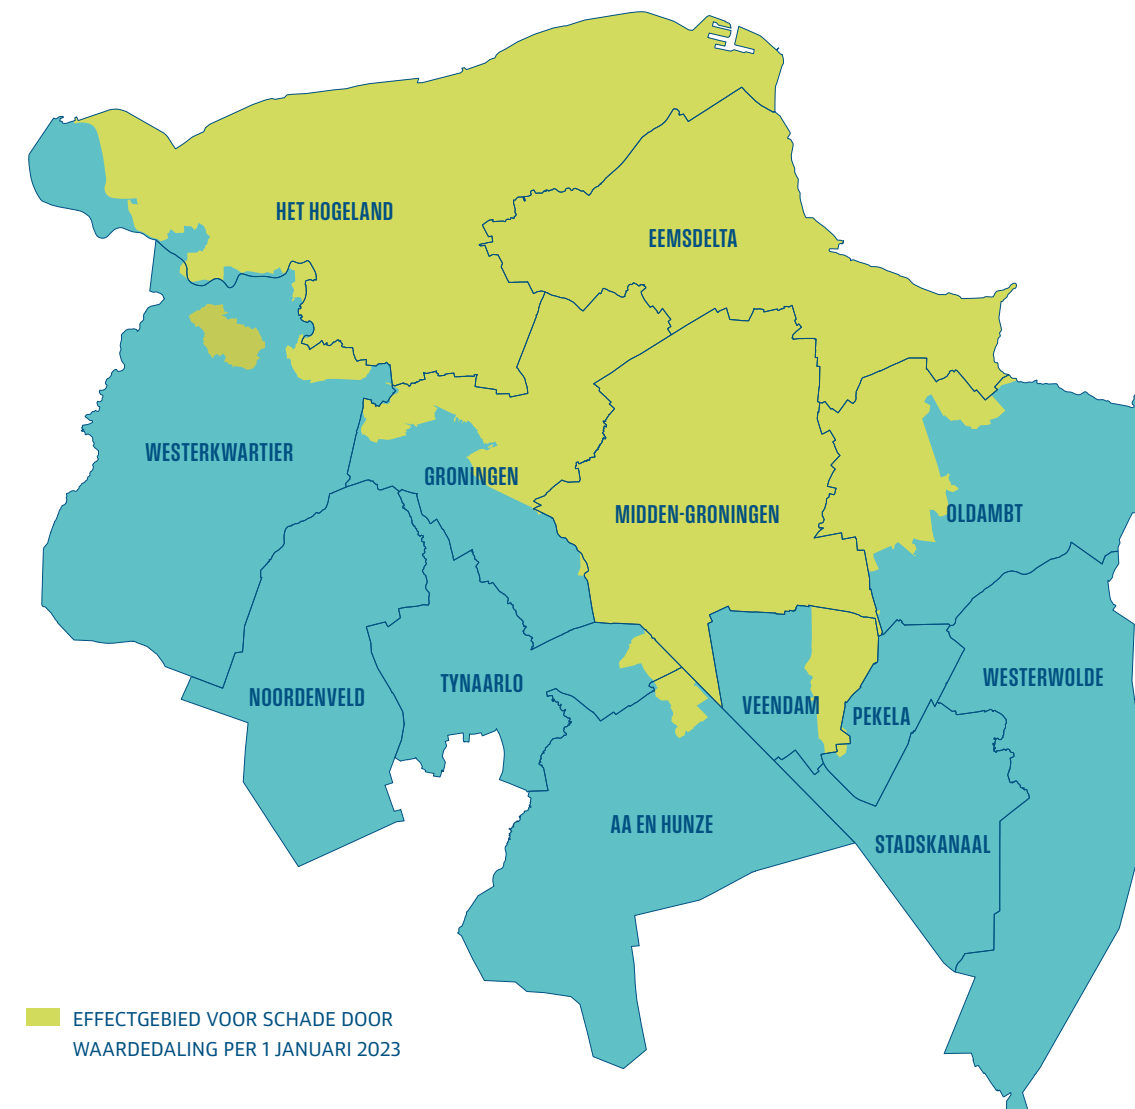 HET HOGELAND
EEMSDELTA
WESTERKWARTIER
GRONINGEN
MIDDEN-GRONINGEN
OLDAMBT
NOORDENVELD
TYNAARLO
VEENDAM
PEKELA
WESTERWOLDE
AA EN HUNZE
STADSKANAAL
EFFECTGEBIED VOOR SCHADE DOOR
WAARDEDALING PER 1 JANUARI 2023